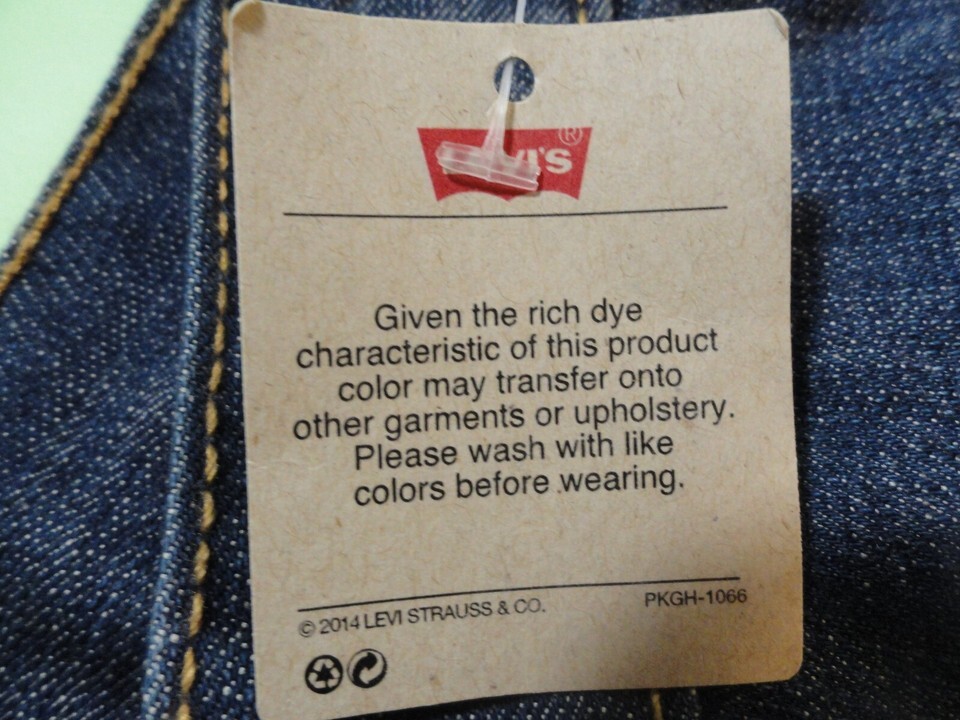 LEVI'S®
Given the rich dye
characteristic of this product
color may transfer onto
other garments or upholstery.
Please wash with like
colors before wearing.
© 2014 LEVI STRAUSS & CO.
PKGH-1066